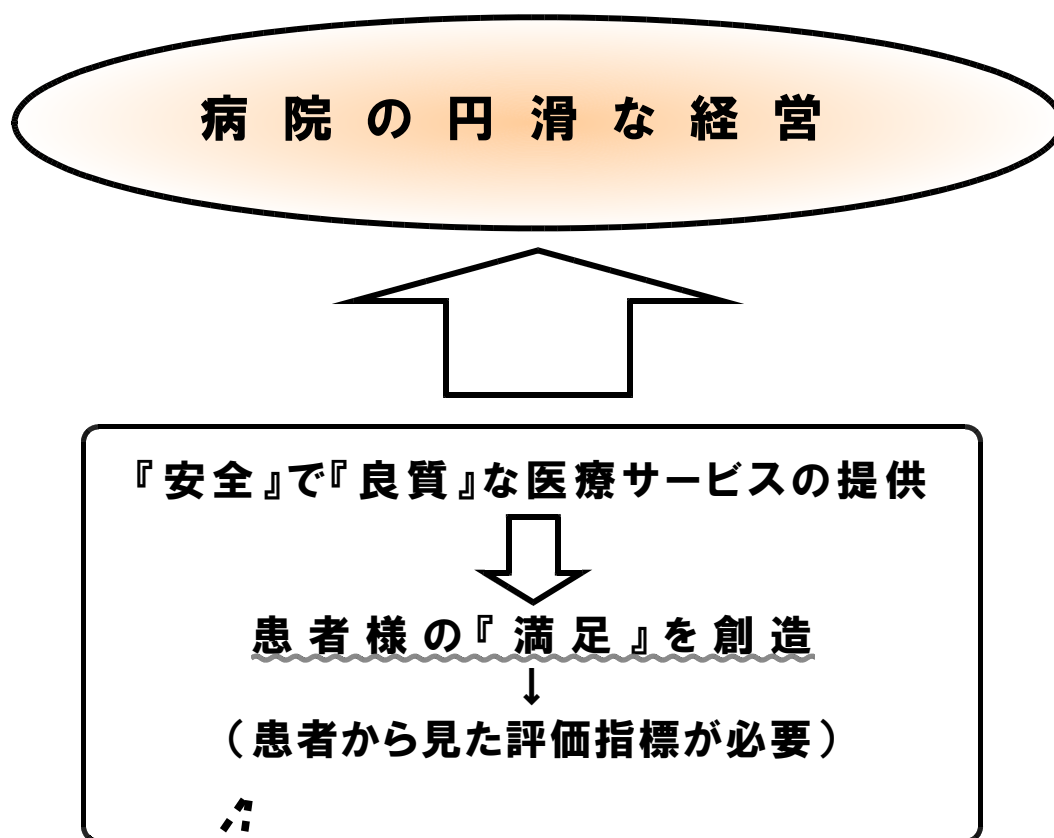 病院の円滑な経営
『安全』で『良質』な医療サービスの提供
患者様の『満足』を創造
↓
（患者から見た評価指標が必要）